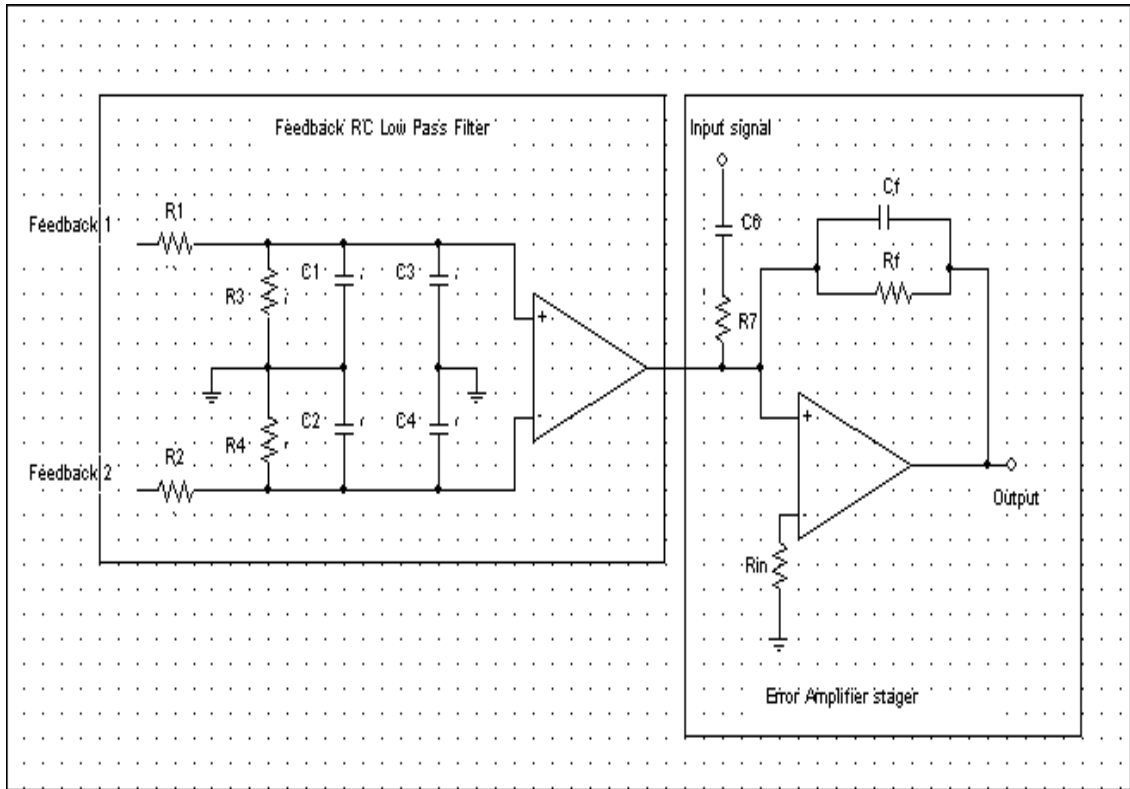 Feedback RC Low Pass Filter
Input signal
Feedback 1
R1
R3
C1
C3
+
-
R4
C2
C4
Feedback 2
R2
C6
R7
Cf
Rf
+
-
Rin
Output
Error Amplifier stager